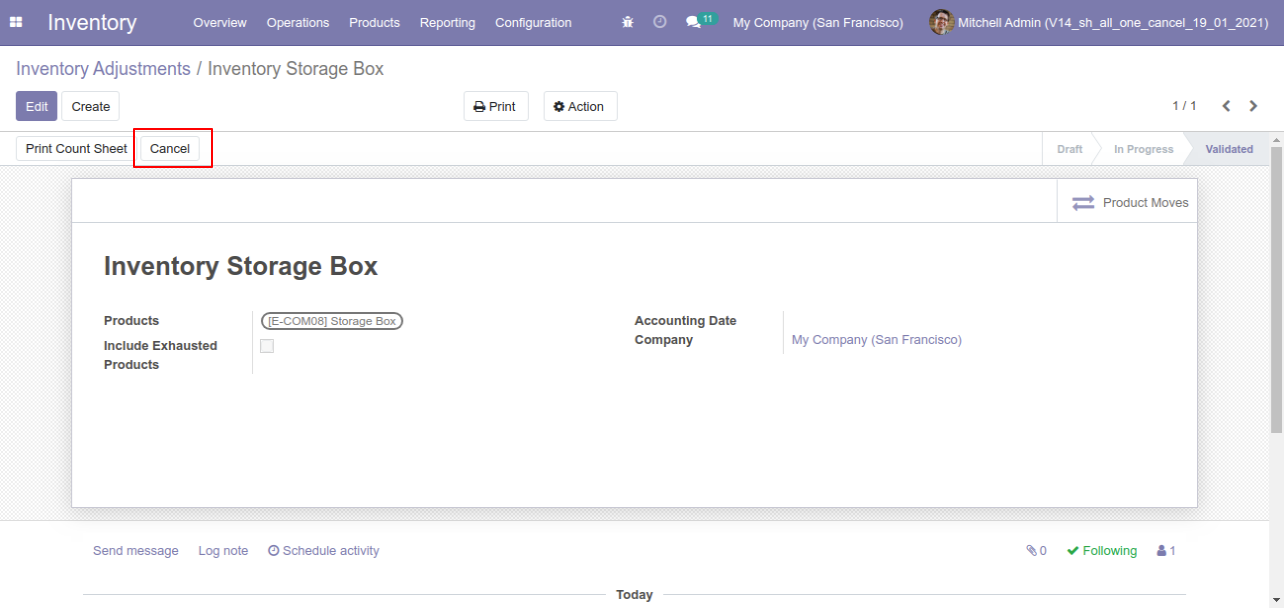 Inventory Overview Operations Products Reporting Configuration 11 My Company (San Francisco) Mitchell Admin (V14_sh_all_one_cancel_19_01_2021)
Inventory Adjustments / Inventory Storage Box
Edit Create Print Action 1 / 1
Print Count Sheet Cancel Draft In Progress Validated
Product Moves
Inventory Storage Box
Products [E-COM08] Storage Box Accounting Date
Include Exhausted Company My Company (San Francisco)
Products
Send message Log note Schedule activity 0 Following 1
Today